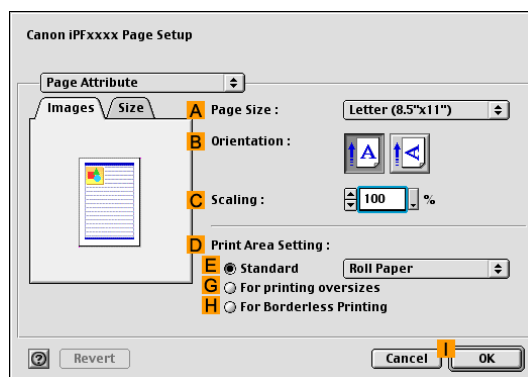 Canon iPFxxxx Page Setup
Page Attribute
Images Size
A Page Size : Letter (8.5"x11")
B Orientation :
A A
C Scaling : 100 %
D Print Area Setting :
E Standard Roll Paper
G For printing oversizes
H For Borderless Printing
? Revert Cancel I OK